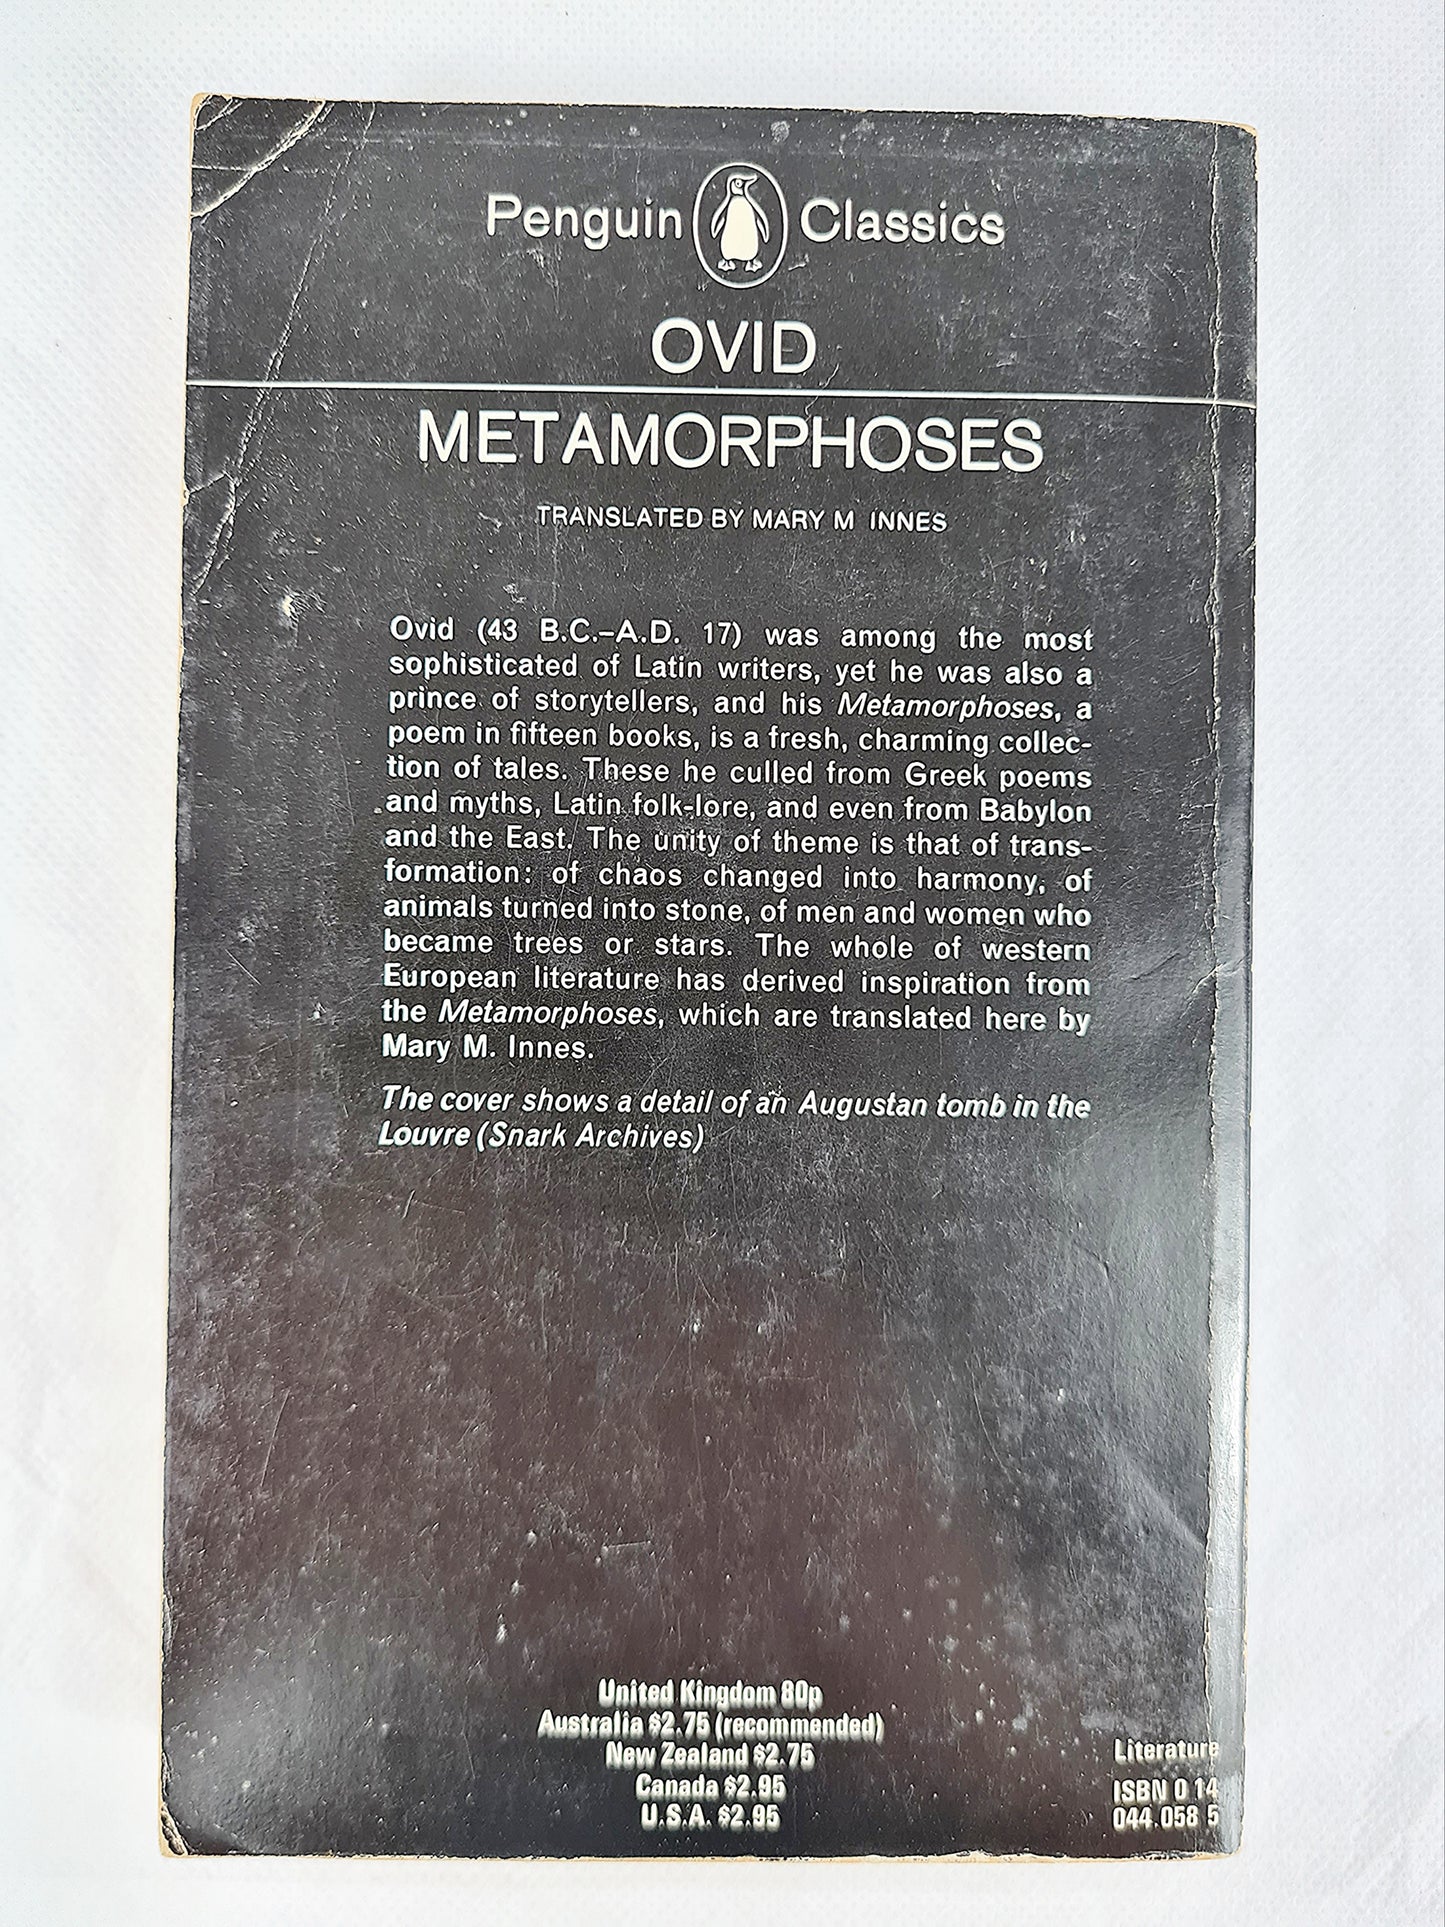 Penguin Classics
OVID
METAMORPHOSES
TRANSLATED BY MARY M INNES
Ovid (43 B.C.–A.D. 17) was among the most
sophisticated of Latin writers, yet he was also a
prince of storytellers, and his Metamorphoses, a
poem in fifteen books, is a fresh, charming collec-
tion of tales. These he culled from Greek poems
and myths, Latin folk-lore, and even from Babylon
and the East. The unity of theme is that of trans-
formation: of chaos changed into harmony, of
animals turned into stone, of men and women who
became trees or stars. The whole of western
European literature has derived inspiration from
the Metamorphoses, which are translated here by
Mary M. Innes.
The cover shows a detail of an Augustan tomb in the
Louvre (Snark Archives)
United Kingdom 80p
Australia $2.75 (recommended)
New Zealand $2.75
Canada $2.95
U.S.A. $2.95
Literature
ISBN 0 14
044.058 5